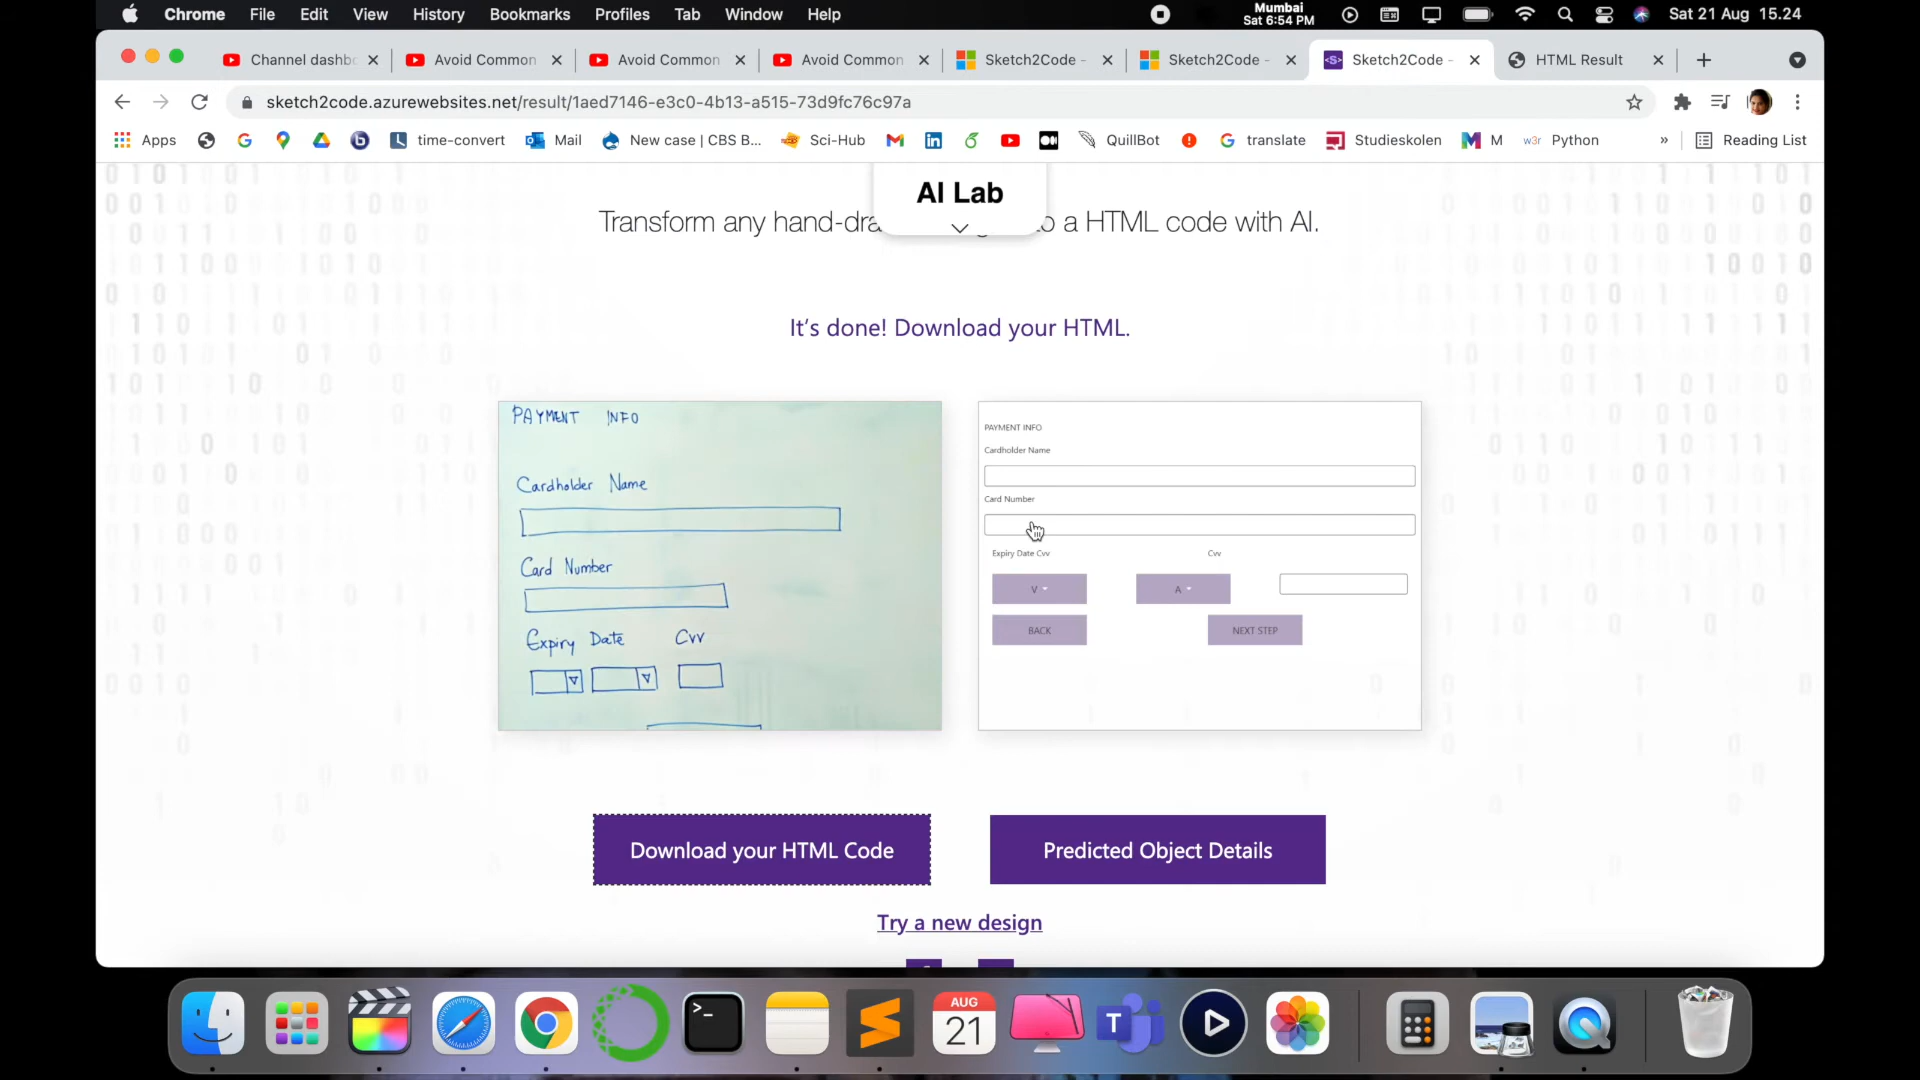 Chrome File Edit View History Bookmarks Profiles Tab Window Help
Mumbai
Sat 6:54 PM
Sat 21 Aug 15.24
Channel dashbo
Avoid Common
Avoid Common
Avoid Common
Sketch2Code -
Sketch2Code -
<S> Sketch2Code -
HTML Result
sketch2code.azurewebsites.net/result/1aed7146-e3c0-4b13-a515-73d9fc76c97a
Apps
time-convert
Mail
New case | CBS B...
Sci-Hub
QuillBot
translate
Studieskolen
M
w3r Python
»
Reading List
AI Lab
Transform any hand-dra to a HTML code with AI.
It's done! Download your HTML.
PAYMENT INFO
Cardholder Name
Card Number
Expiry Date Cvv
PAYMENT INFO
Cardholder Name
Card Number
Expiry Date Cvv Cvv
V A
BACK NEXT STEP
Download your HTML Code
Predicted Object Details
Try a new design
AUG
21
T